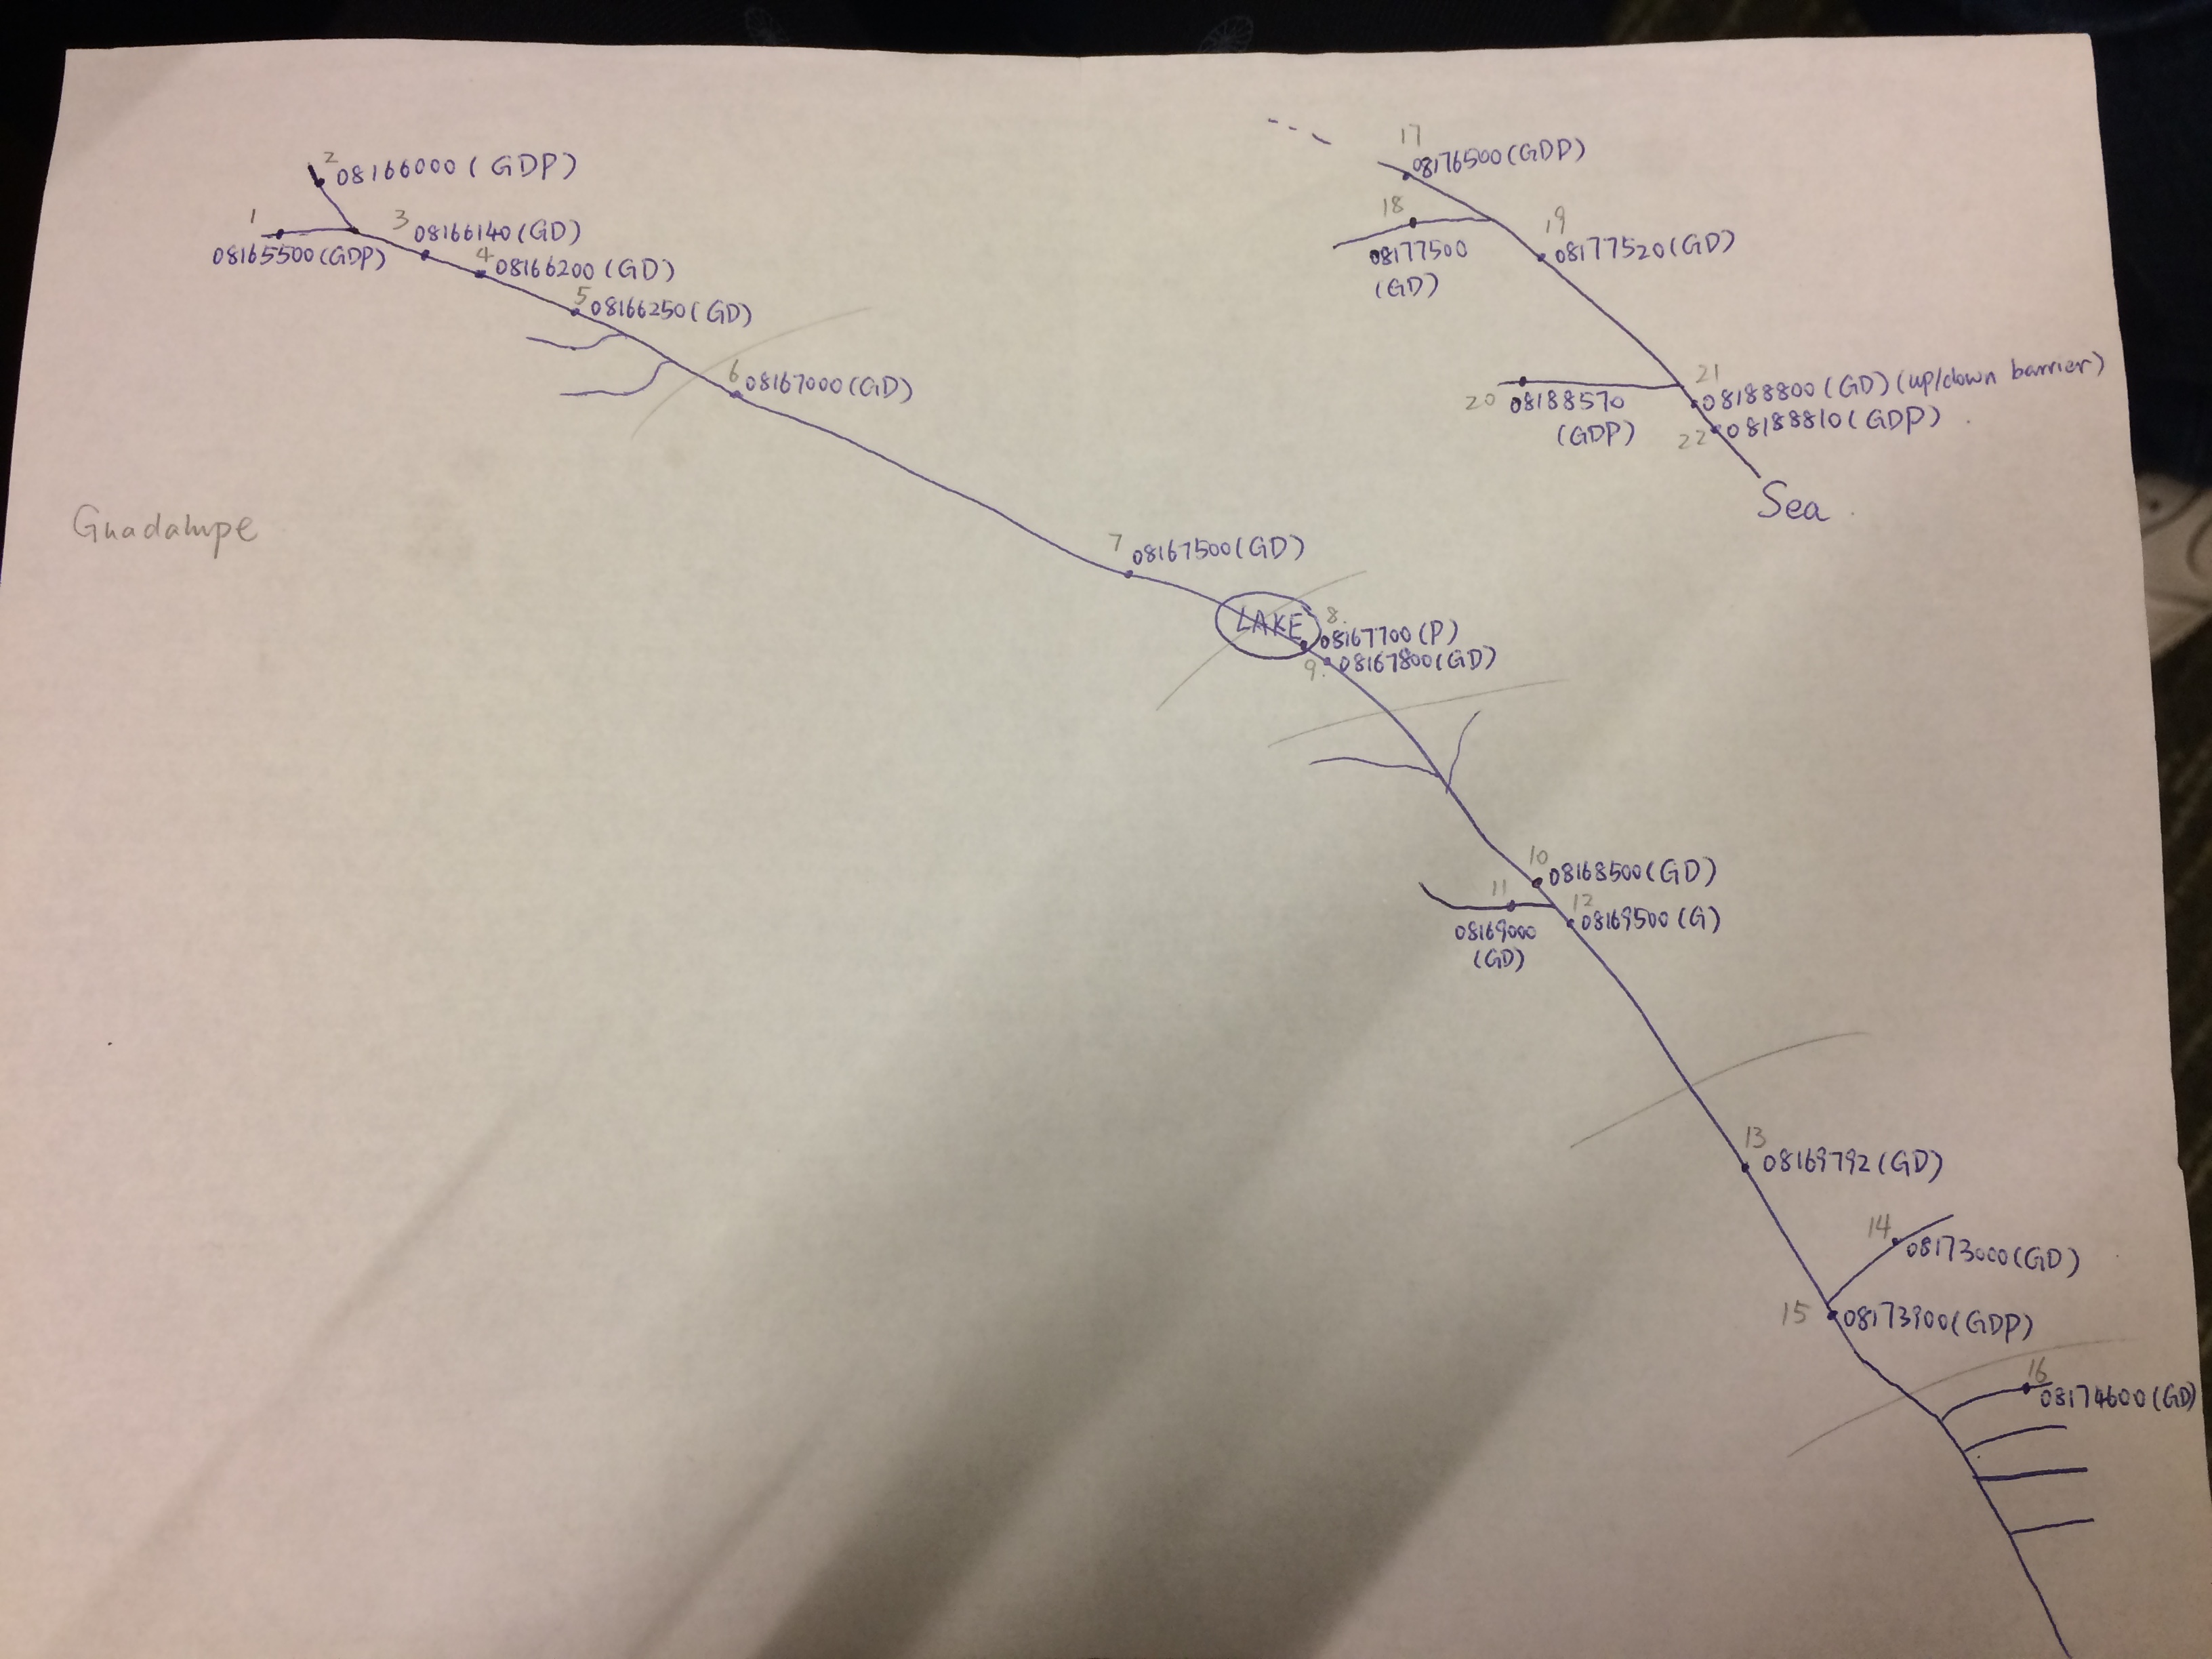 2
08166000 (GDP)
1
08165500 (GDP)
3
08166140 (GD)
4
08166200 (GD)
5
08166250 (GD)
6
08167000 (GD)
Guadalupe
7
08167500 (GD)
LAKE
8.
08167700 (P)
9.
08167800 (GD)
10
08168500 (GD)
11
08169000
(GD)
12
08169500 (G)
13
08169792 (GD)
14
08173000 (GD)
15
08173900 (GDP)
16
08174600 (GD)
17
08176500 (GDP)
18
08177500
(GD)
19
08177520 (GD)
20
08188570
(GDP)
21
08188800 (GD) (up/down barrier)
22
08188810 (GDP)
Sea